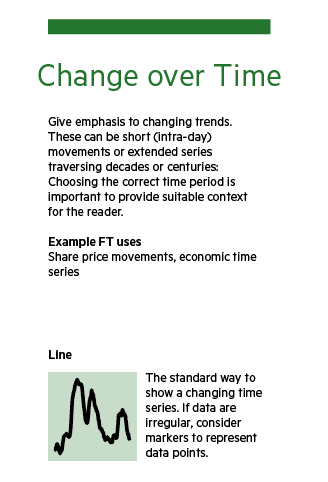 Change over Time
Give emphasis to changing trends.
These can be short (intra-day)
movements or extended series
traversing decades or centuries:
Choosing the correct time period is
important to provide suitable context
for the reader.
Example FT uses
Share price movements, economic time
series
Line
The standard way to
show a changing time
series. If data are
irregular, consider
markers to represent
data points.